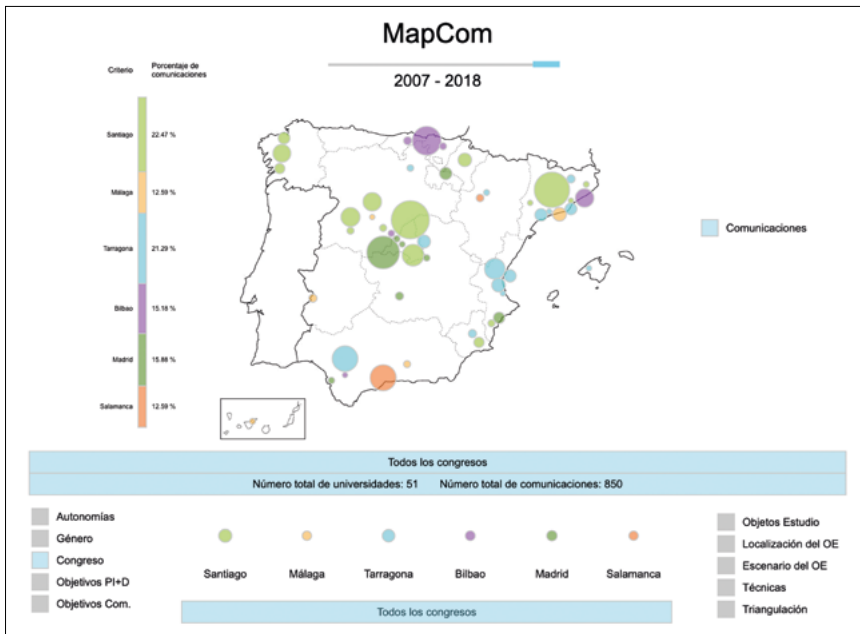 MapCom
2007 - 2018
Criterio
Porcentaje de
comunicaciones
Santiago 22.47 %
Málaga 12.59 %
Tarragona 21.29 %
Bilbao 15.18 %
Madrid 15.88 %
Salamanca 12.59 %
Comunicaciones
Todos los congresos
Número total de universidades: 51 Número total de comunicaciones: 850
Autonomías
Género
Congreso
Objetivos PI+D
Objetivos Com.
Santiago Málaga Tarragona Bilbao Madrid Salamanca
Todos los congresos
Objetos Estudio
Localización del OE
Escenario del OE
Técnicas
Triangulación